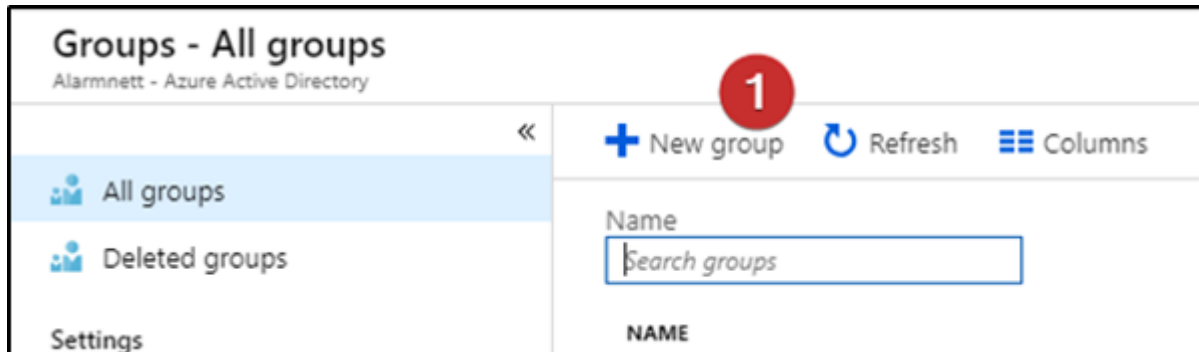 Groups - All groups
Alarmnett - Azure Active Directory
«
All groups
Deleted groups
Settings
1
New group Refresh Columns
Name
Search groups
NAME